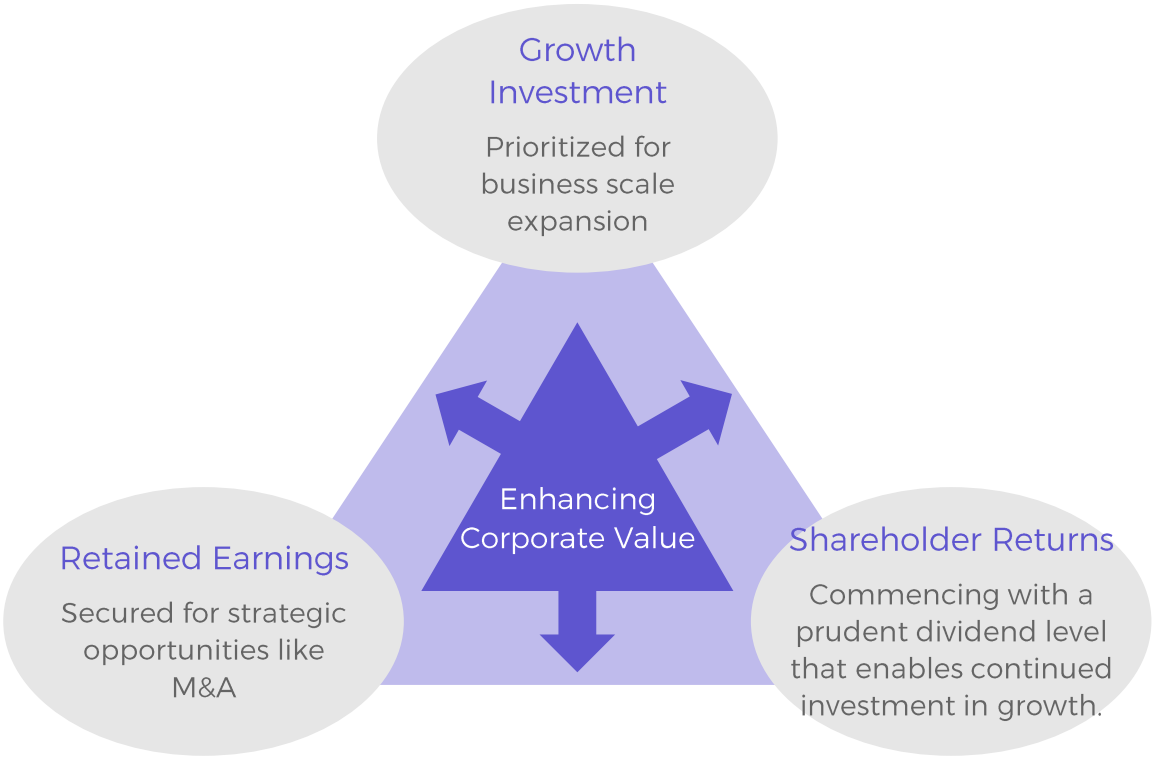 Growth
Investment
Prioritized for
business scale
expansion
Enhancing
Corporate Value
Retained Earnings
Secured for strategic
opportunities like
M&A
Shareholder Returns
Commencing with a
prudent dividend level
that enables continued
investment in growth.